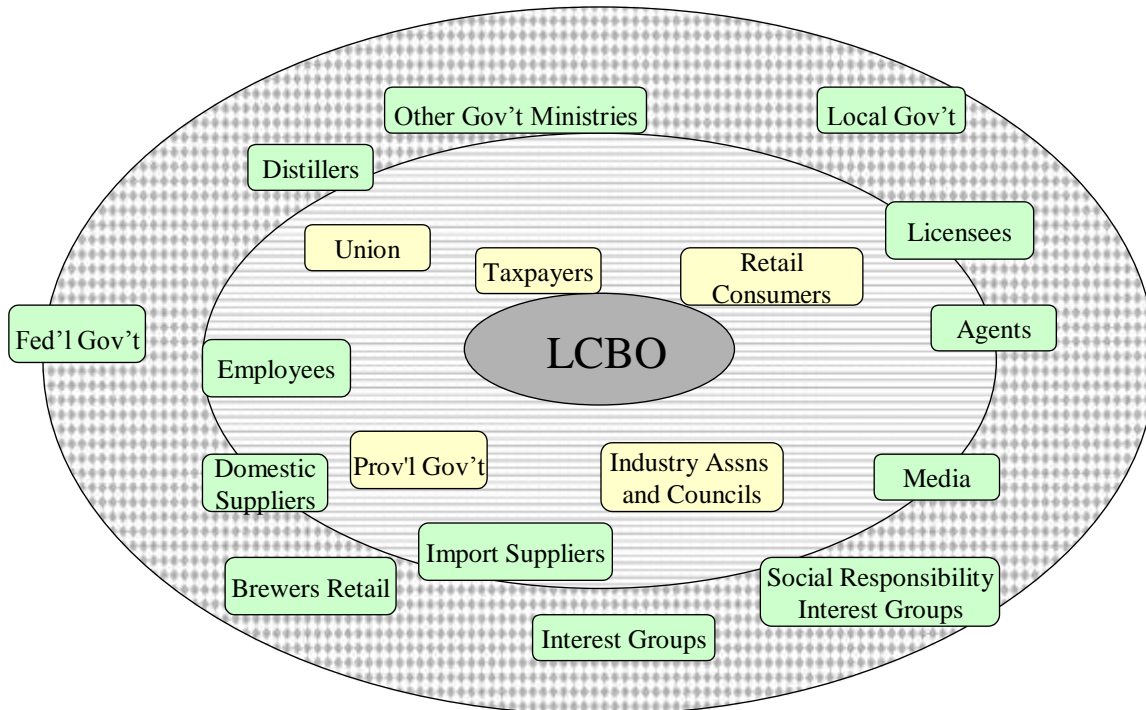 Other Gov’t Ministries
Local Gov’t
Distillers
Licensees
Union
Taxpayers
Retail
Consumers
Fed’l Gov’t
Agents
LCBO
Employees
Domestic
Suppliers
Prov'l Gov’t
Industry Assns
and Councils
Media
Import Suppliers
Brewers Retail
Social Responsibility
Interest Groups
Interest Groups